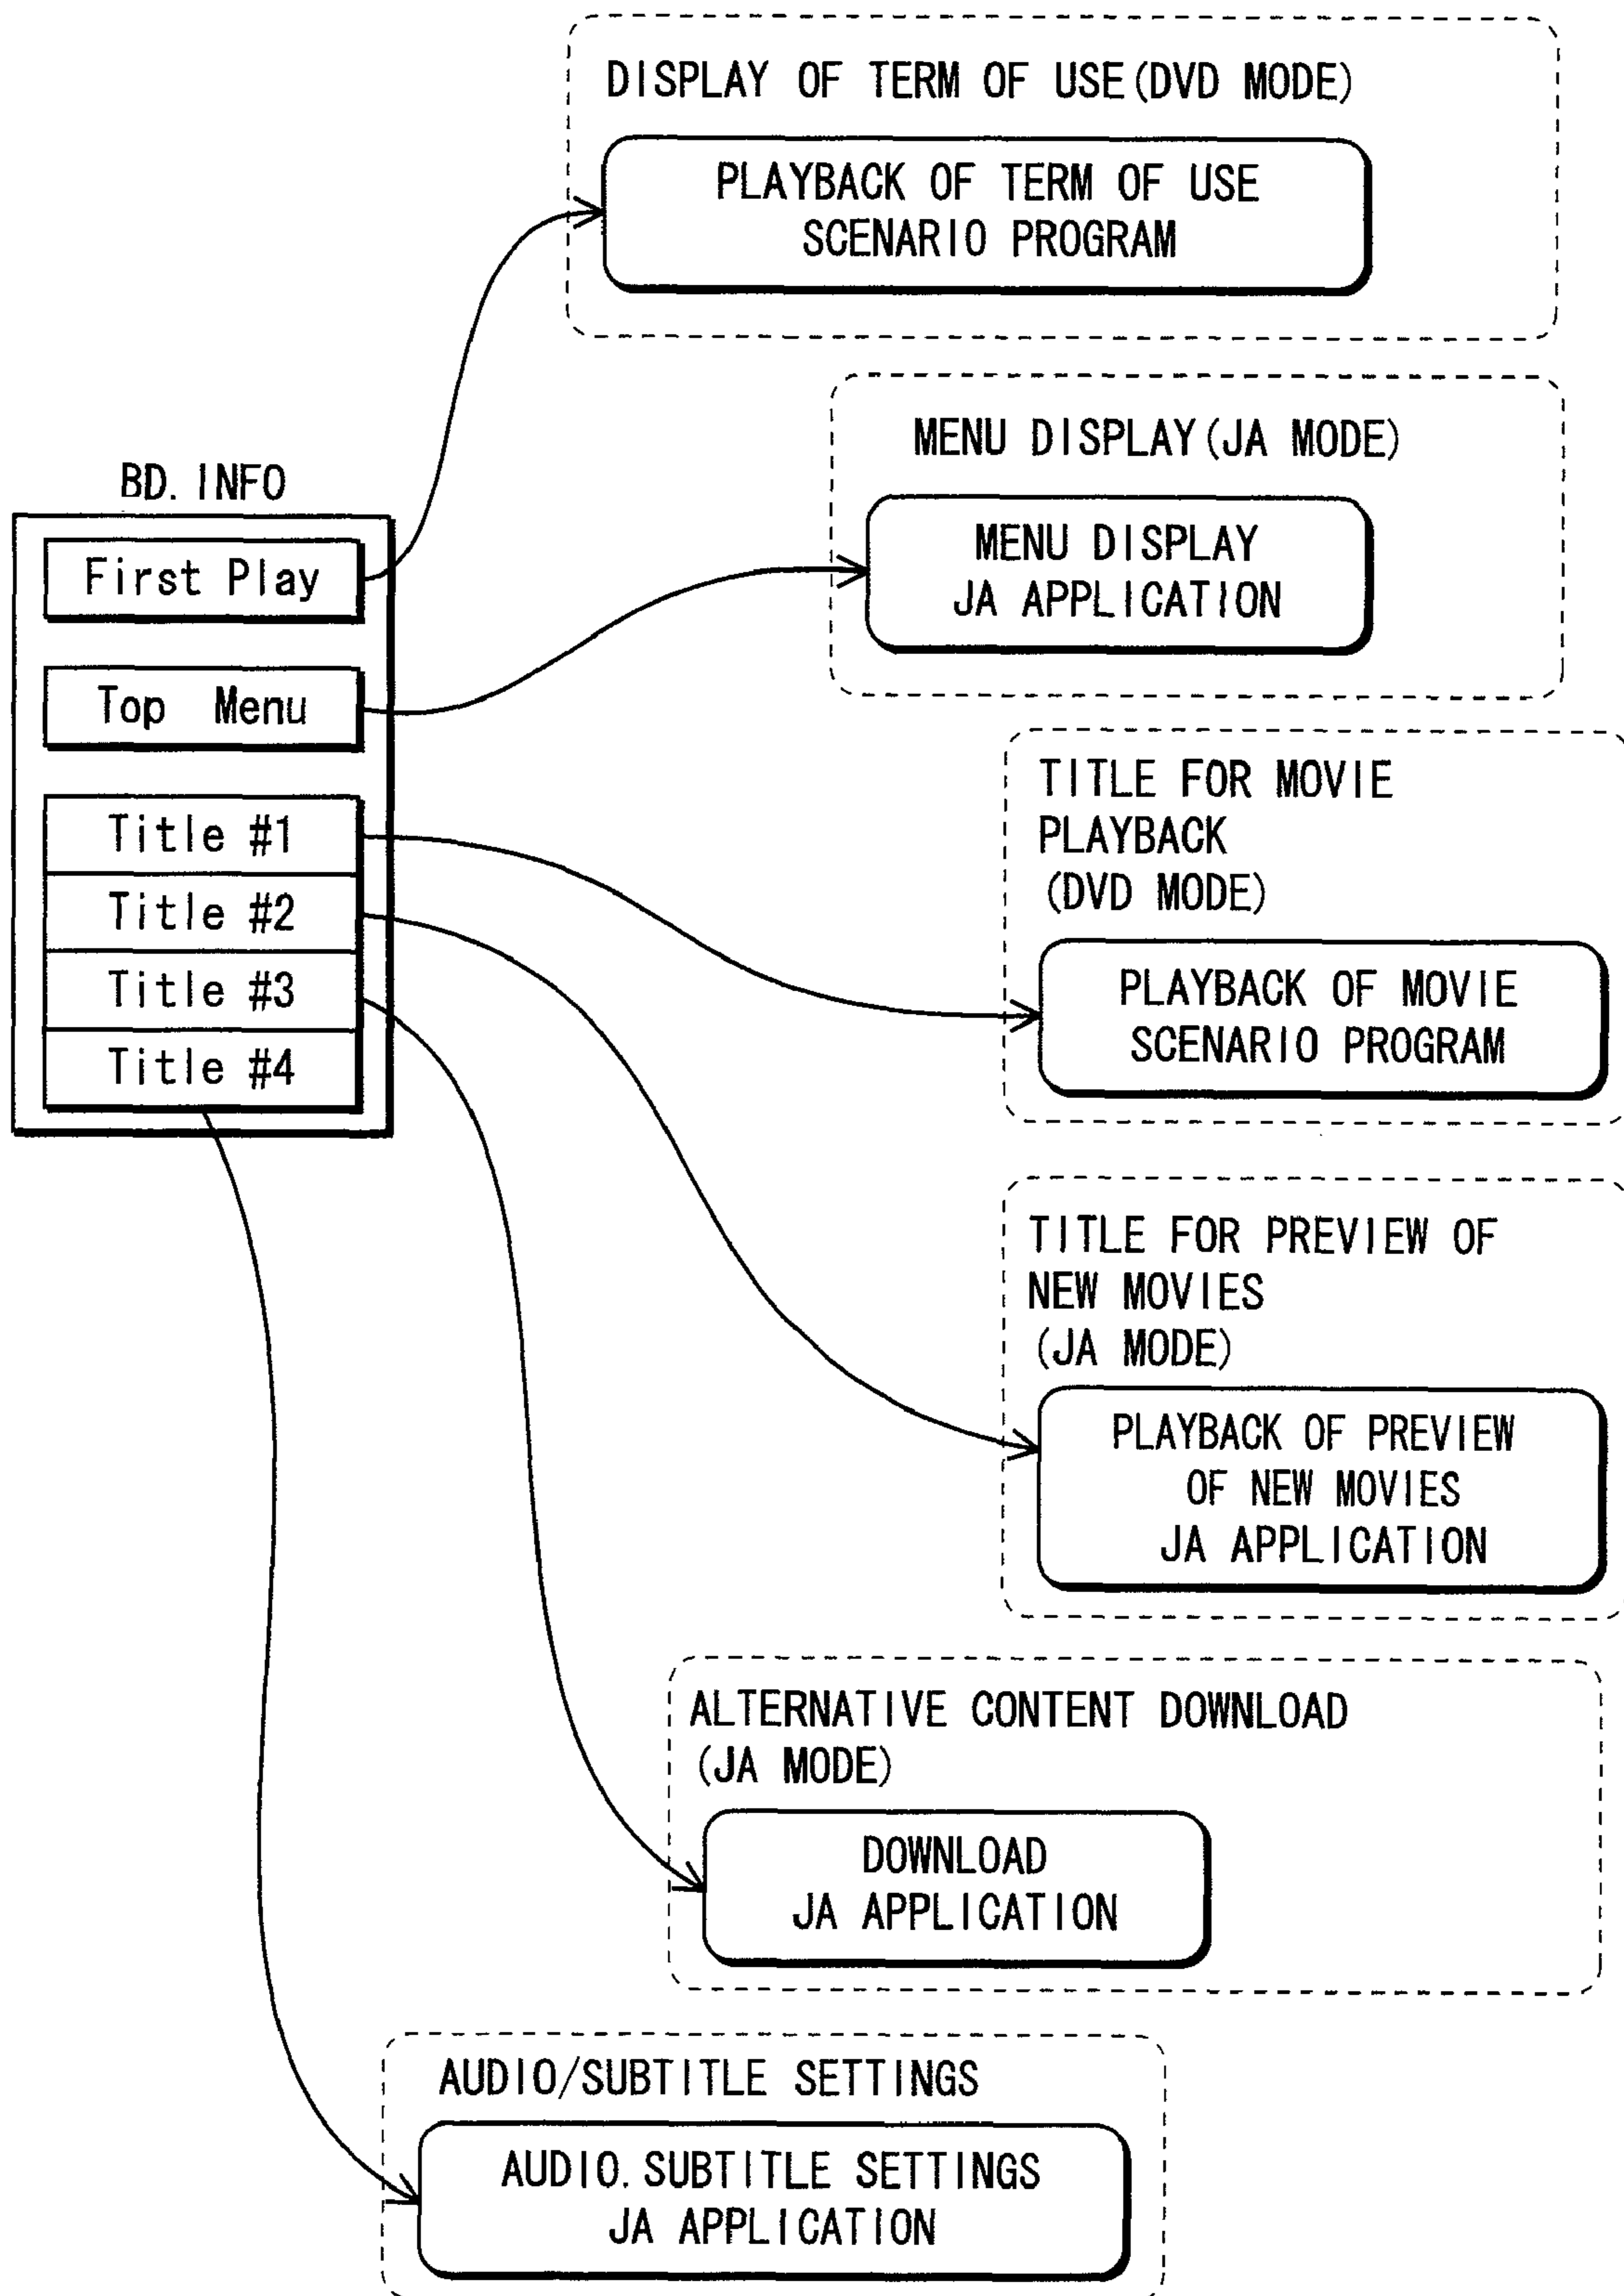 DISPLAY OF TERM OF USE(DVD MODE)
PLAYBACK OF TERM OF USE
SCENARIO PROGRAM
MENU DISPLAY(JA MODE)
MENU DISPLAY
JA APPLICATION
BD. INFO
First Play
Top Menu
Title #1
Title #2
Title #3
Title #4
TITLE FOR MOVIE
PLAYBACK
(DVD MODE)
PLAYBACK OF MOVIE
SCENARIO PROGRAM
TITLE FOR PREVIEW OF
NEW MOVIES
(JA MODE)
PLAYBACK OF PREVIEW
OF NEW MOVIES
JA APPLICATION
ALTERNATIVE CONTENT DOWNLOAD
(JA MODE)
DOWNLOAD
JA APPLICATION
AUDIO/SUBTITLE SETTINGS
AUDIO. SUBTITLE SETTINGS
JA APPLICATION